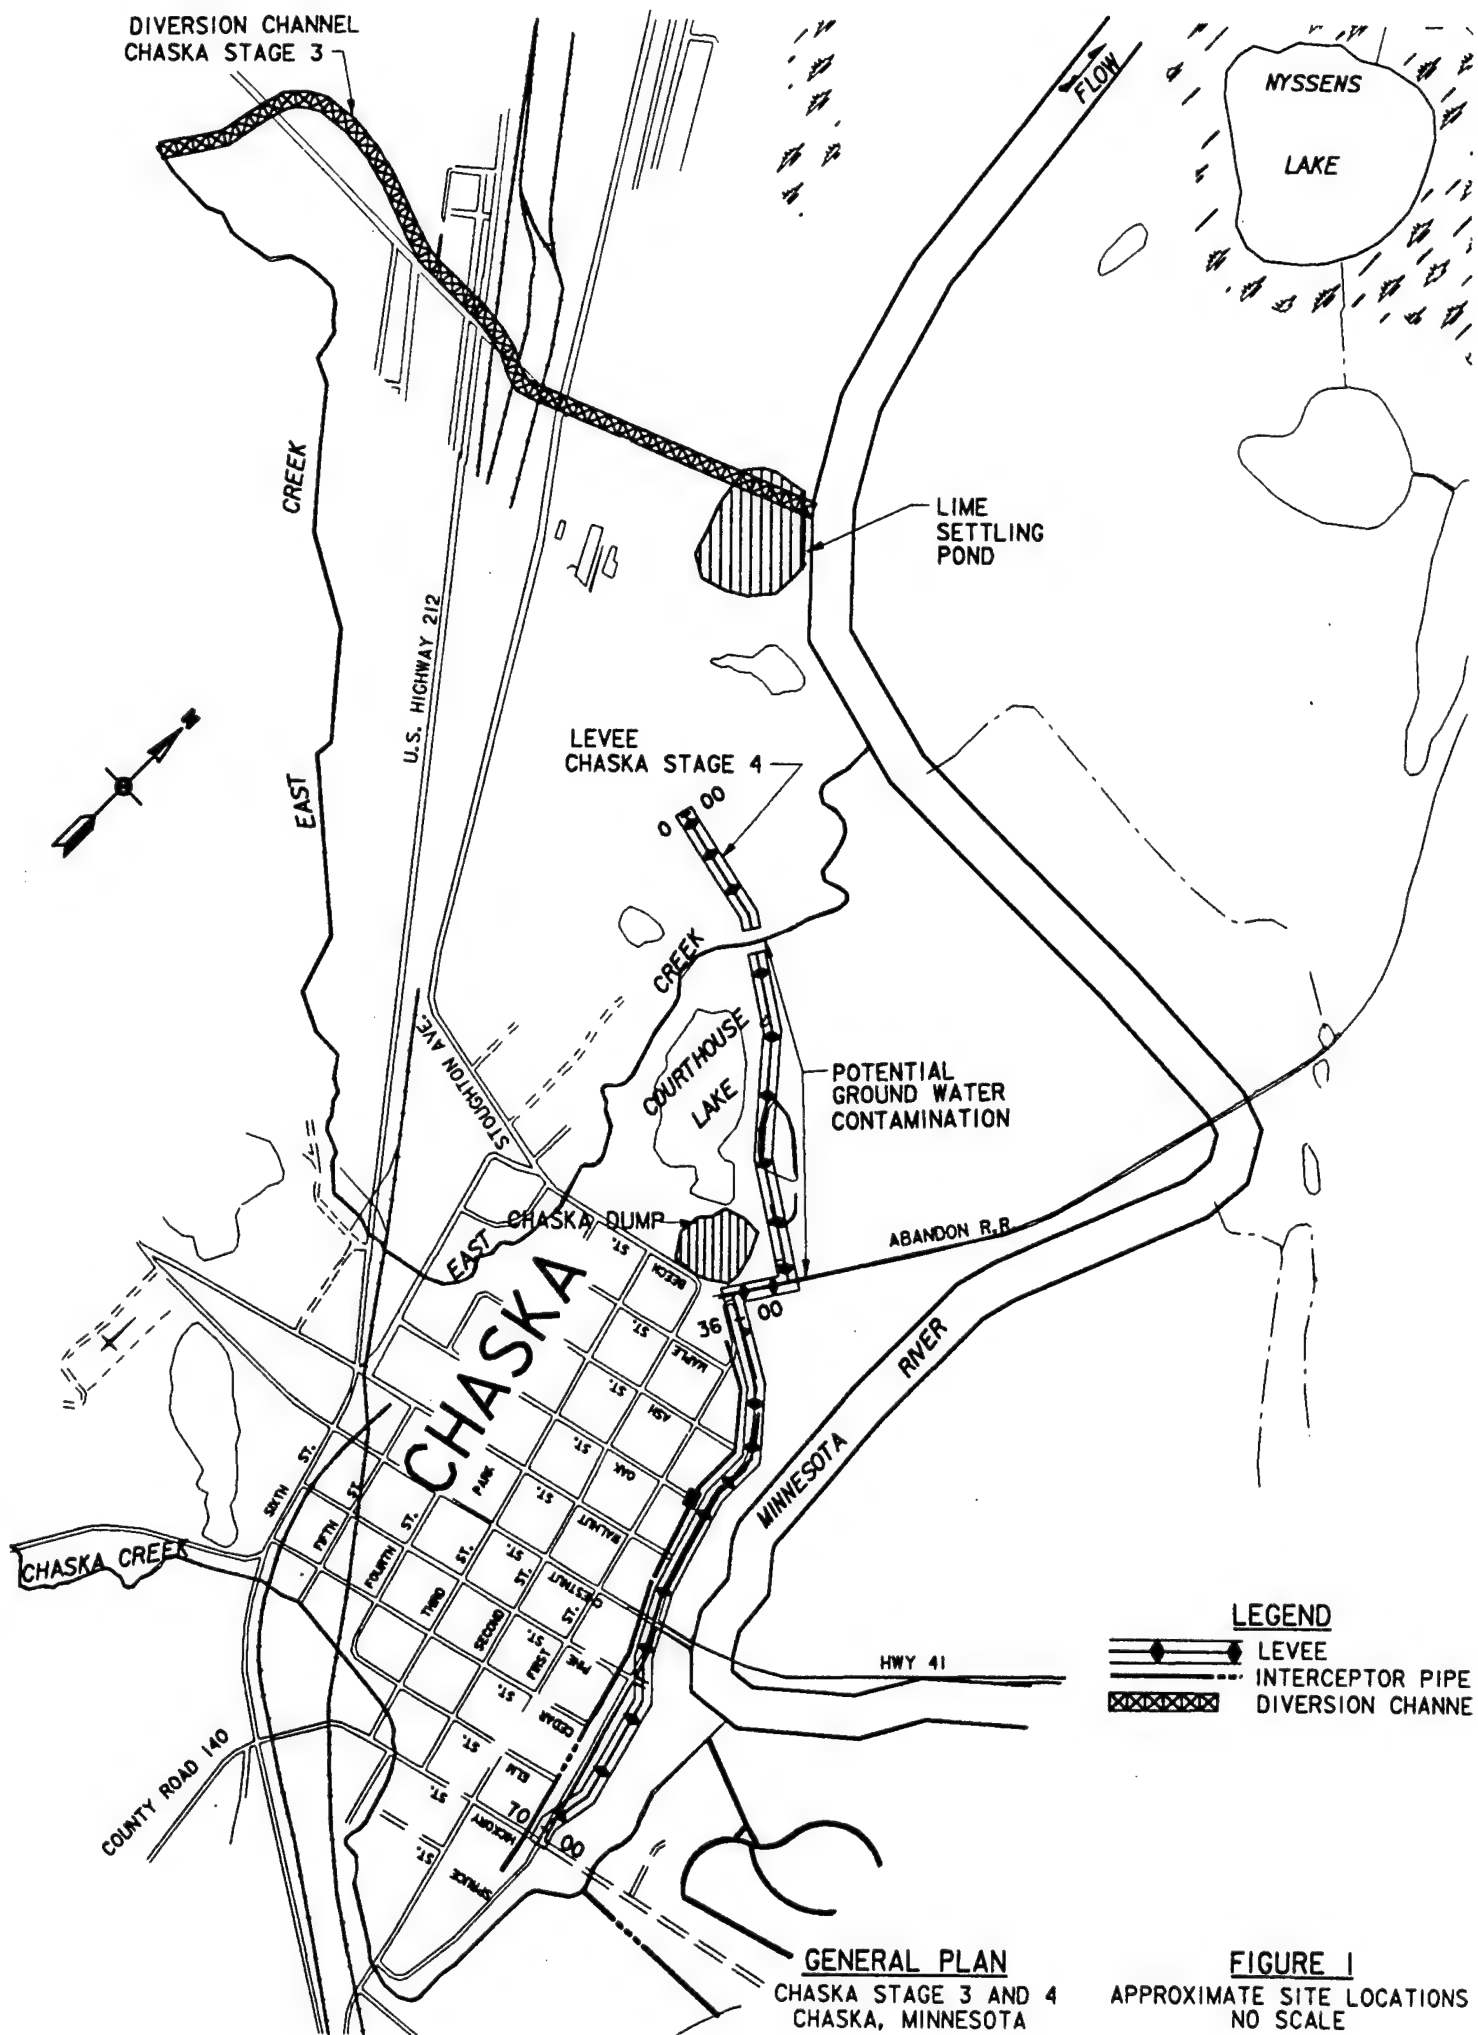 DIVERSION CHANNEL
CHASKA STAGE 3
FLOW
NYSSENS
LAKE
CREEK
EAST
U.S. HIGHWAY 212
LIME
SETTLING
POND
N
LEVEE
CHASKA STAGE 4
0 00
CREEK
COURTHOUSE
LAKE
STOUGHTON AVE.
POTENTIAL
GROUND WATER
CONTAMINATION
CHASKA DUMP
EAST
ABANDON R.R.
36 00
CHASKA
ST.
BEECH
ST.
MAPLE
ST.
ASH
ST.
OAK
ST.
WALNUT
ST.
CHESTNUT
ST.
PINE
ST.
CEDAR
ST.
ELM
ST.
HICKORY
ST.
SPRUCE
PARK
SIXTH ST.
FIFTH ST.
FOURTH ST.
THIRD ST.
SECOND ST.
FIRST ST.
MINNESOTA RIVER
CHASKA CREEK
HWY 41
COUNTY ROAD 140
70 00
LEGEND
LEVEE
INTERCEPTOR PIPE
DIVERSION CHANNE
GENERAL PLAN
CHASKA STAGE 3 AND 4
CHASKA, MINNESOTA
FIGURE 1
APPROXIMATE SITE LOCATIONS
NO SCALE